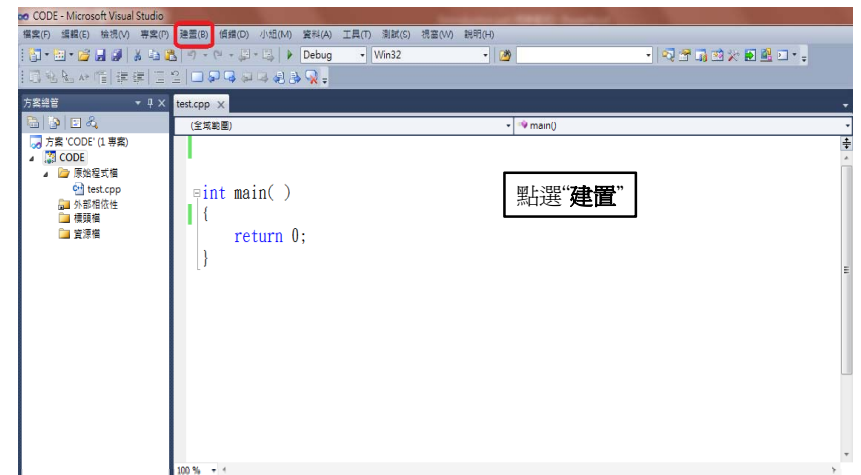 CODE - Microsoft Visual Studio
檔案(F) 編輯(E) 檢視(V) 專案(P) 建置(B) 偵錯(D) 小組(M) 資料(A) 工具(T) 測試(S) 視窗(W) 說明(H)
Debug Win32
方案總管
test.cpp
(全域範圍) main()
方案 'CODE' (1 專案)
CODE
原始程式檔
test.cpp
外部相依性
標頭檔
資源檔
int main( )
{
return 0;
}
點選“建置”
100 %